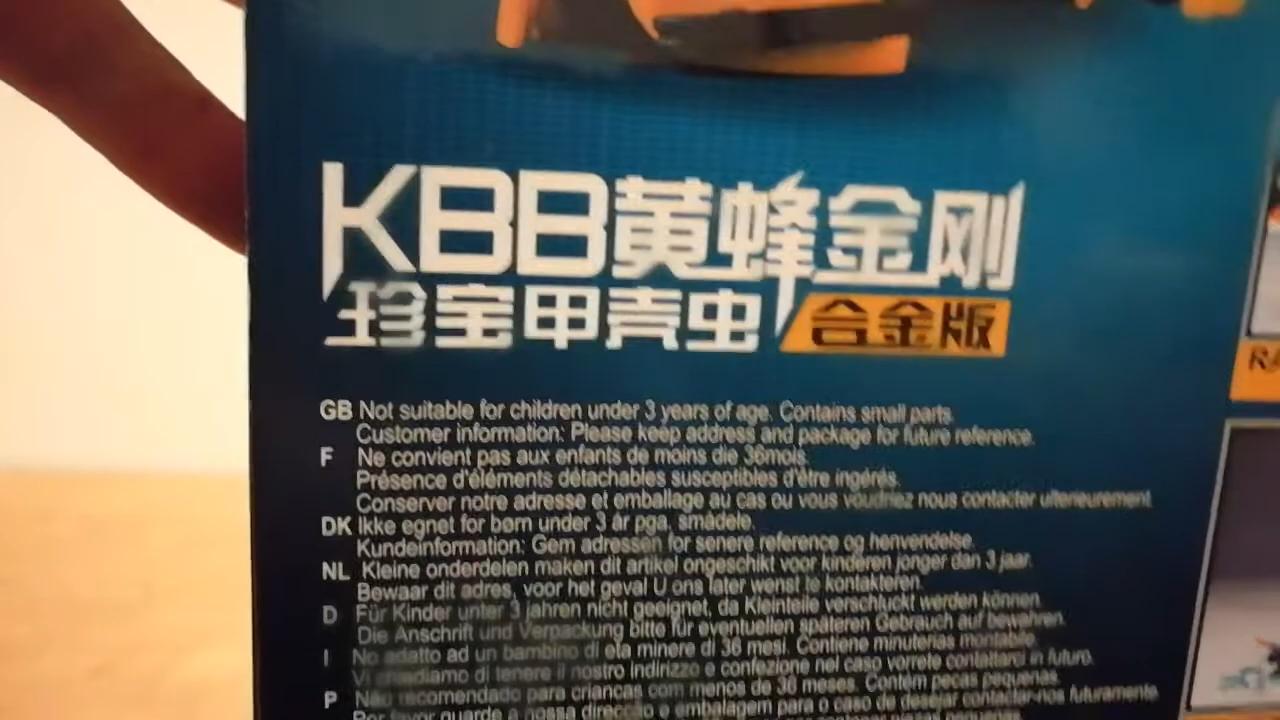 KBB黄蜂金刚
珍宝甲壳虫 合金版
GB Not suitable for children under 3 years of age. Contains small parts.
Customer information: Please keep address and package for future reference.
F Ne convient pas aux enfants de moins die 36mois.
Présence d'éléments détachables susceptibles d'être ingérés.
Conserver notre adresse et emballage au cas ou vous voudriez nous contacter ulterieurement
DK Ikke egnet for børn under 3 år pga. smådele.
Kundeinformation: Gem adressen for senere reference og henvendelse.
NL Kleine onderdelen maken dit artikel ongeschikt voor kinderen jonger dan 3 jaar.
Bewaar dit adres, voor het geval U ons later wenst te kontakteren.
D Für Kinder unter 3 jahren nicht geeignet, da Kleinteile verschluckt werden können.
Die Anschrift und Verpackung bitte für eventuellen späteren Gebrauch auf bewahren.
I No adatto ad un bambino di eta minere di 36 mesi. Contiene minuterias montabile.
Vi chiediamo di tenere il nostro indirizzo e confezione nel caso vorrete contattarci in futuro.
P Não recomendado para crianças com menos de 36 meses. Contém peças pequenas.
Por favor guarde a nossa direcção e embalagem para o caso de desejar contactar-nos futuramente.